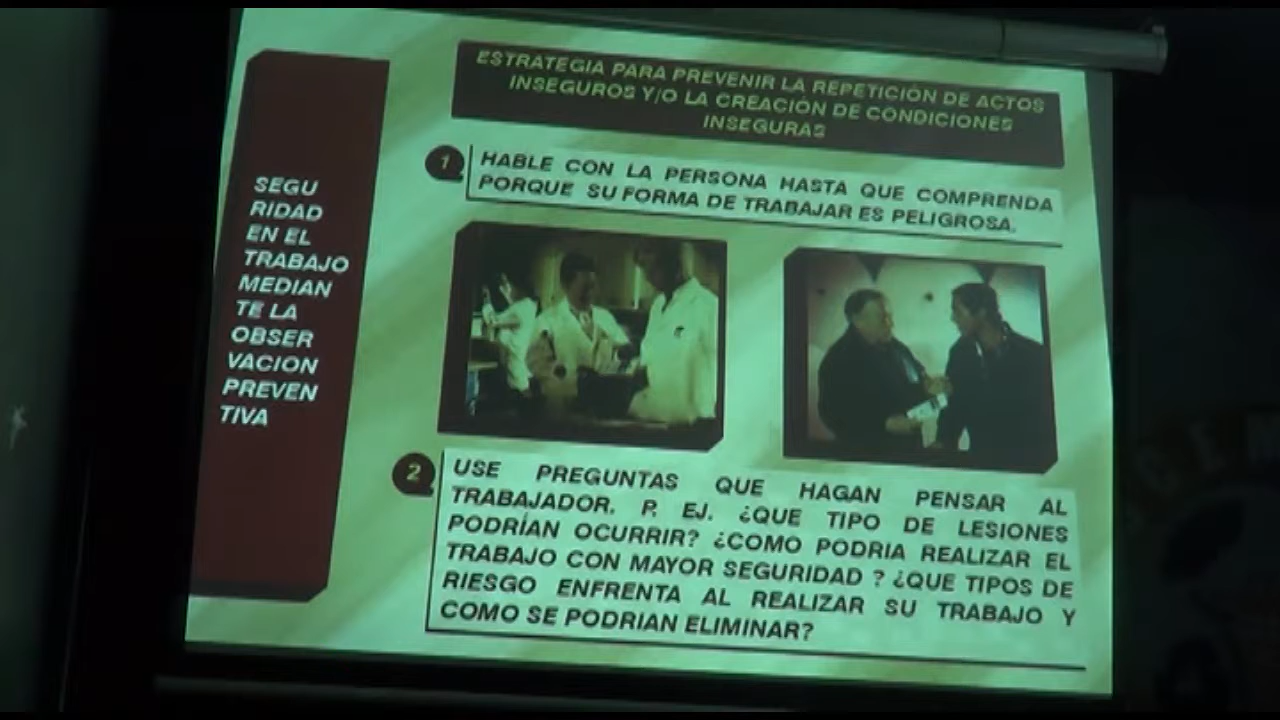 ESTRATEGIA PARA PREVENIR LA REPETICIÓN DE ACTOS
INSEGUROS Y/O LA CREACIÓN DE CONDICIONES
INSEGURAS
SEGU
RIDAD
EN EL
TRABAJO
MEDIAN
TE LA
OBSER
VACION
PREVEN
TIVA
1
HABLE CON LA PERSONA HASTA QUE COMPRENDA
PORQUE SU FORMA DE TRABAJAR ES PELIGROSA.
2
USE PREGUNTAS QUE HAGAN PENSAR AL
TRABAJADOR. P. EJ. ¿QUE TIPO DE LESIONES
PODRÍAN OCURRIR? ¿COMO PODRIA REALIZAR EL
TRABAJO CON MAYOR SEGURIDAD ? ¿QUE TIPOS DE
RIESGO ENFRENTA AL REALIZAR SU TRABAJO Y
COMO SE PODRIAN ELIMINAR?